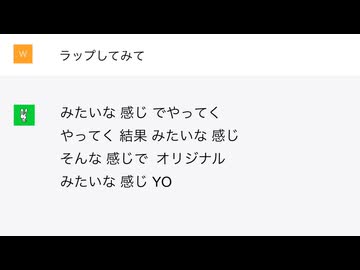 W
ラップしてみて
みたいな 感じ でやってく
やってく 結果 みたいな 感じ
そんな 感じで オリジナル
みたいな 感じ YO